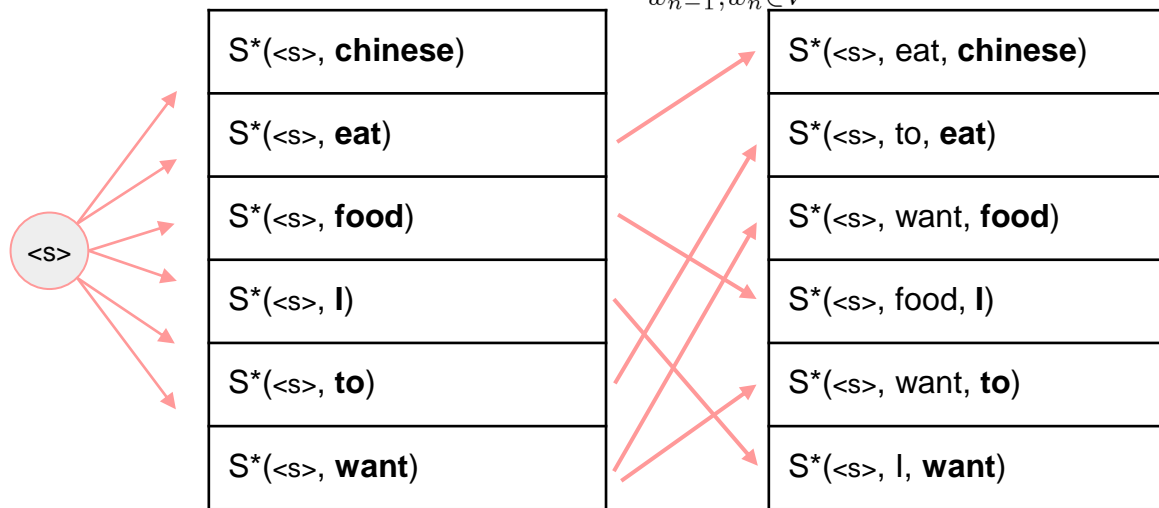 S*(<s>, chinese)
S*(<s>, eat)
S*(<s>, food)
S*(<s>, I)
S*(<s>, to)
S*(<s>, want)
<s>
S*(<s>, eat, chinese)
S*(<s>, to, eat)
S*(<s>, want, food)
S*(<s>, food, I)
S*(<s>, want, to)
S*(<s>, I, want)